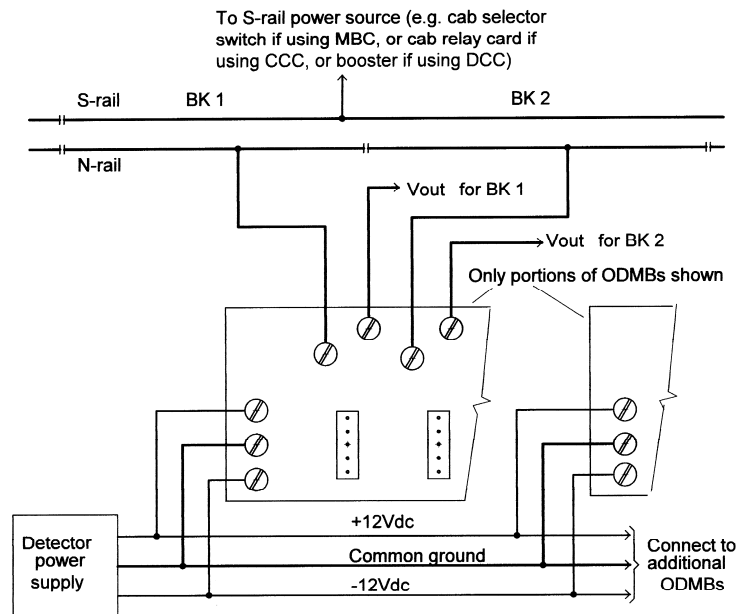 To S-rail power source (e.g. cab selector
switch if using MBC, or cab relay card if
using CCC, or booster if using DCC)
S-rail
BK 1
BK 2
N-rail
Vout for BK 1
Vout for BK 2
Only portions of ODMBs shown
+12Vdc
Detector
power
supply
Common ground
-12Vdc
Connect to
additional
ODMBs